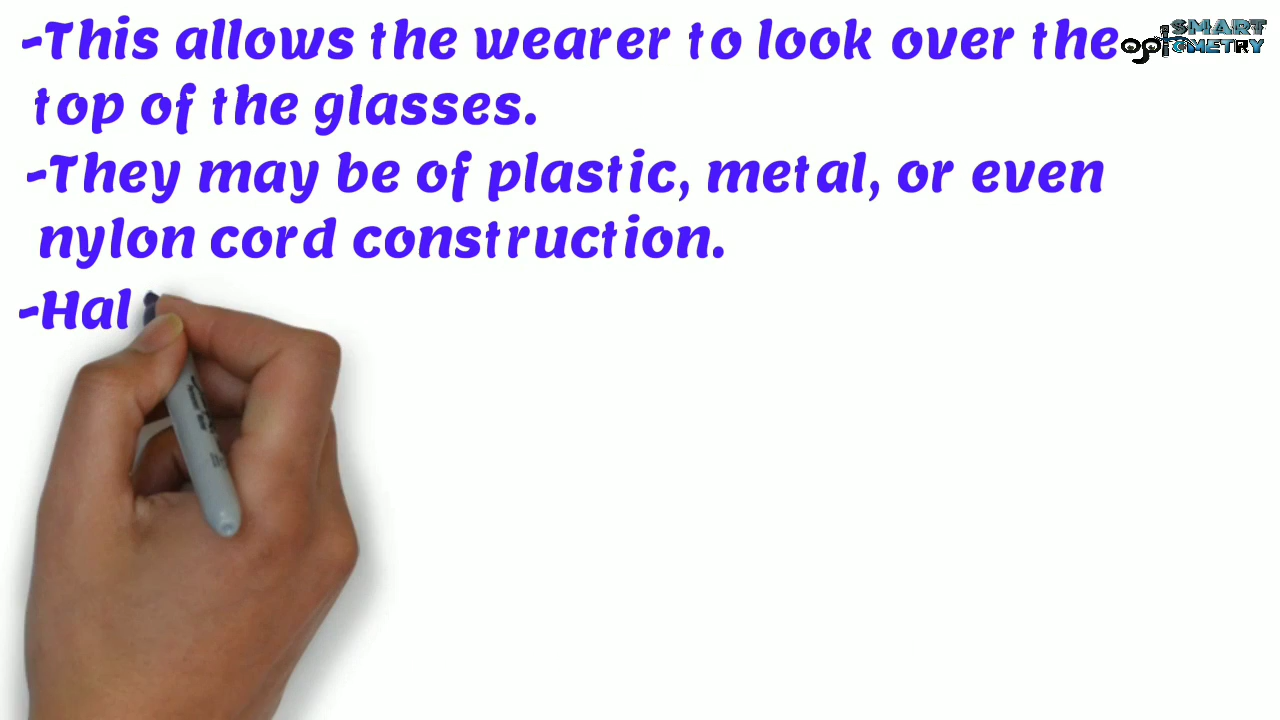 -This allows the wearer to look over the
top of the glasses.
-They may be of plastic, metal, or even
nylon cord construction.
-Hal
SMART
OPTOMETRY